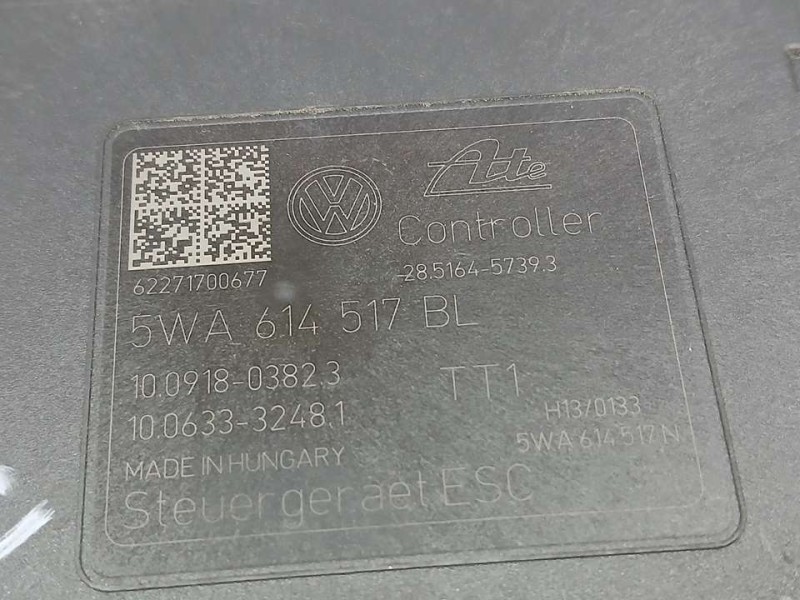 Ate
Controller
62271700677
28.5164-5739.3
5WA 614 517 BL
10.0918-0382.3
TT1
10.0633-3248.1
H13/0133
5WA 614 517 N
MADE IN HUNGARY
Steuergeraet ESC